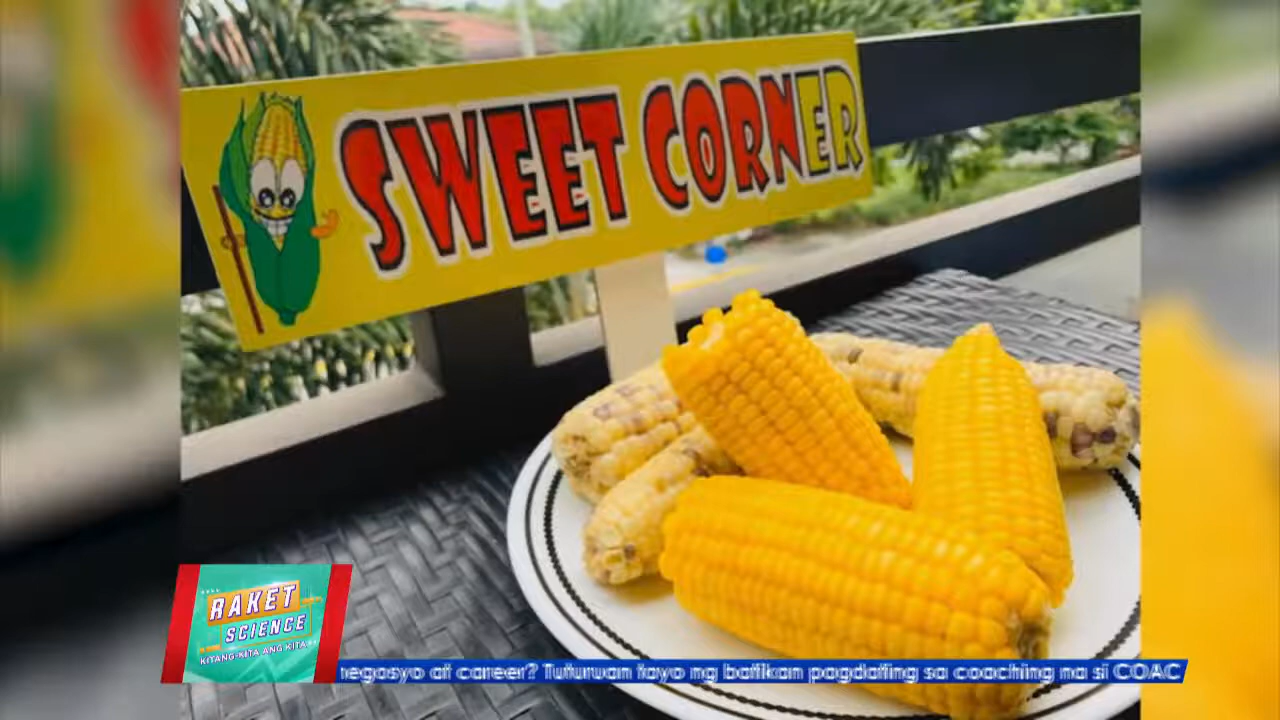 SWEET CORNER
RAKET
SCIENCE
KITANG-KITA ANG KITA
negosyo at career? Tuturuan tayo ng batikan pagdating sa coaching na si COAC